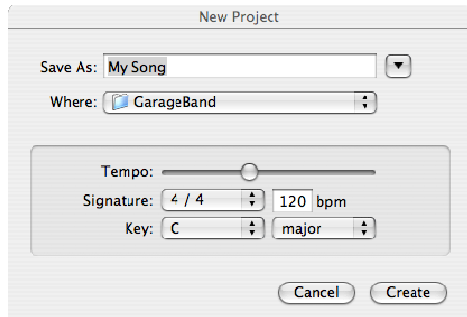 New Project
Save As: My Song
Where: GarageBand
Tempo:
Signature: 4 / 4 120 bpm
Key: C major
Cancel Create